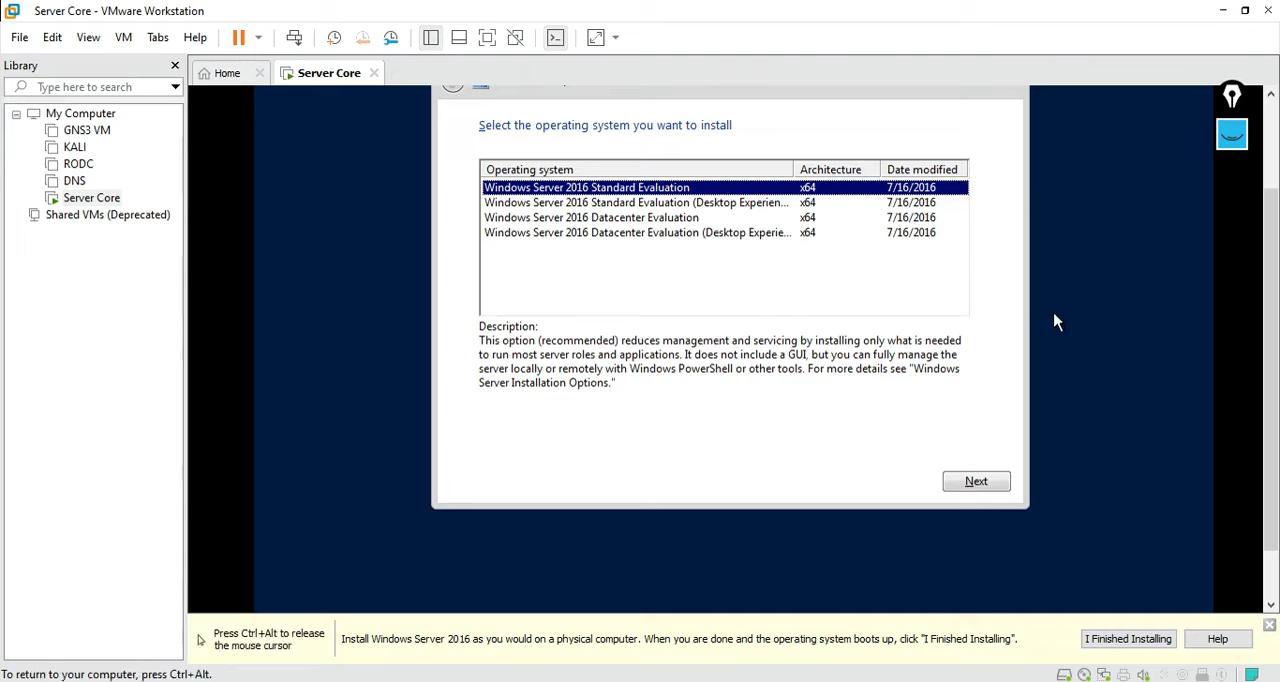 Server Core - VMware Workstation
File Edit View VM Tabs Help
Library
Type here to search
Home
Server Core
My Computer
GNS3 VM
KALI
RODC
DNS
Server Core
Shared VMs (Deprecated)
Select the operating system you want to install
Operating system Architecture Date modified
Windows Server 2016 Standard Evaluation x64 7/16/2016
Windows Server 2016 Standard Evaluation (Desktop Experien... x64 7/16/2016
Windows Server 2016 Datacenter Evaluation x64 7/16/2016
Windows Server 2016 Datacenter Evaluation (Desktop Experie... x64 7/16/2016
Description:
This option (recommended) reduces management and servicing by installing only what is needed
to run most server roles and applications. It does not include a GUI, but you can fully manage the
server locally or remotely with Windows PowerShell or other tools. For more details see "Windows
Server Installation Options."
Next
Press Ctrl+Alt to release
the mouse cursor
Install Windows Server 2016 as you would on a physical computer. When you are done and the operating system boots up, click "I Finished Installing".
I Finished Installing
Help
To return to your computer, press Ctrl+Alt.